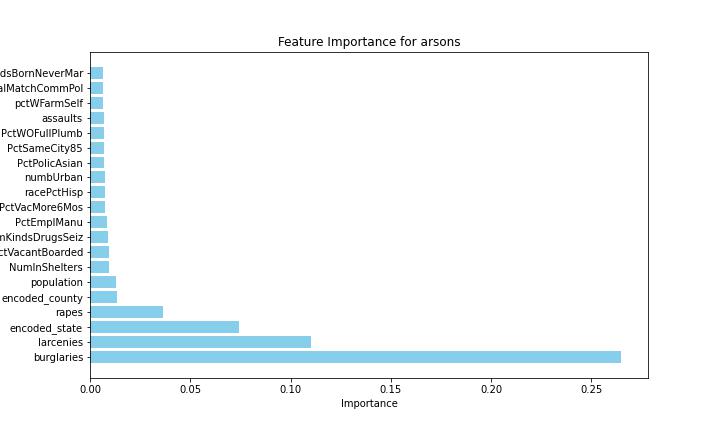 Feature Importance for arsons
dsBornNeverMar
alMatchCommPol
pctWFarmSelf
assaults
PctWOFullPlumb
PctSameCity85
PctPolicAsian
numbUrban
racePctHisp
PctVacMore6Mos
PctEmplManu
nKindsDrugsSeiz
ctVacantBoarded
NumInShelters
population
encoded_county
rapes
encoded_state
larcenies
burglaries
0.00 0.05 0.10 0.15 0.20 0.25
Importance